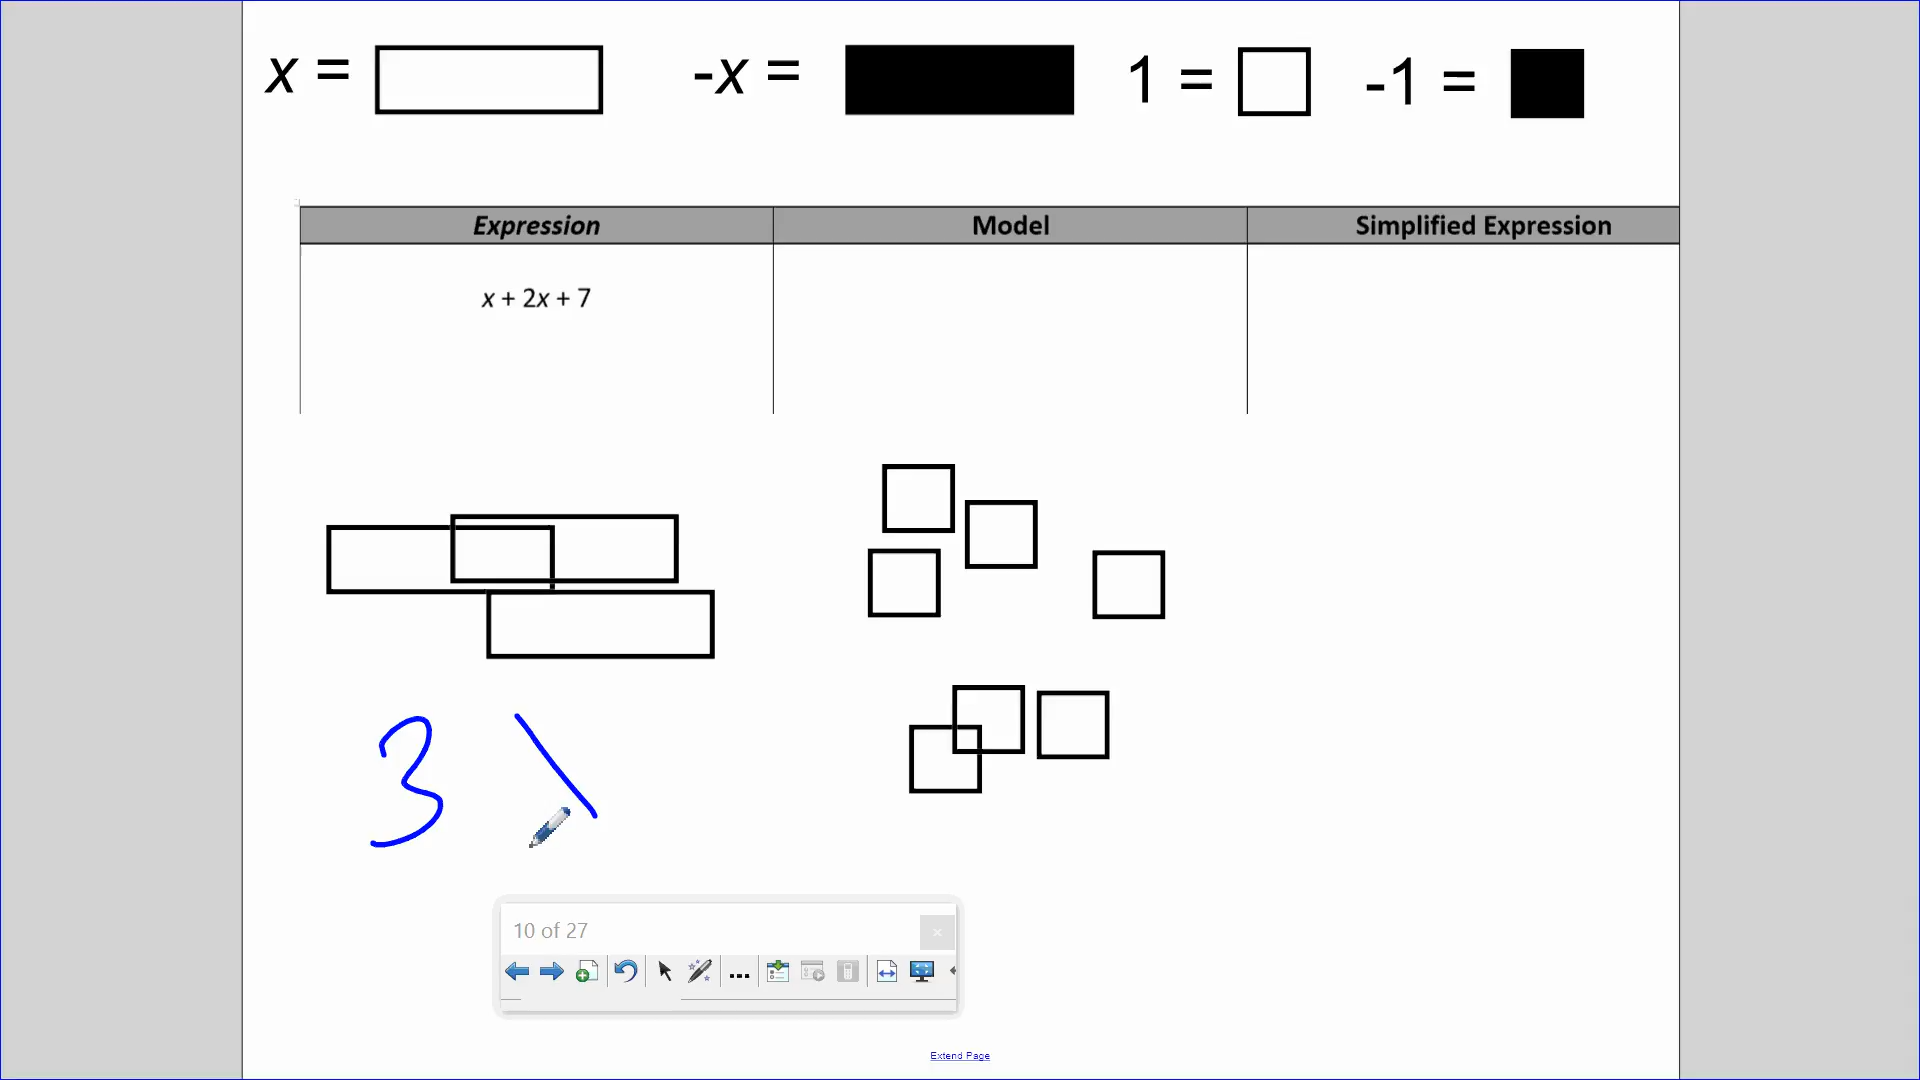 x = -x = 1 = -1 =
Expression Model Simplified Expression
x + 2x + 7
3
10 of 27
Extend Page